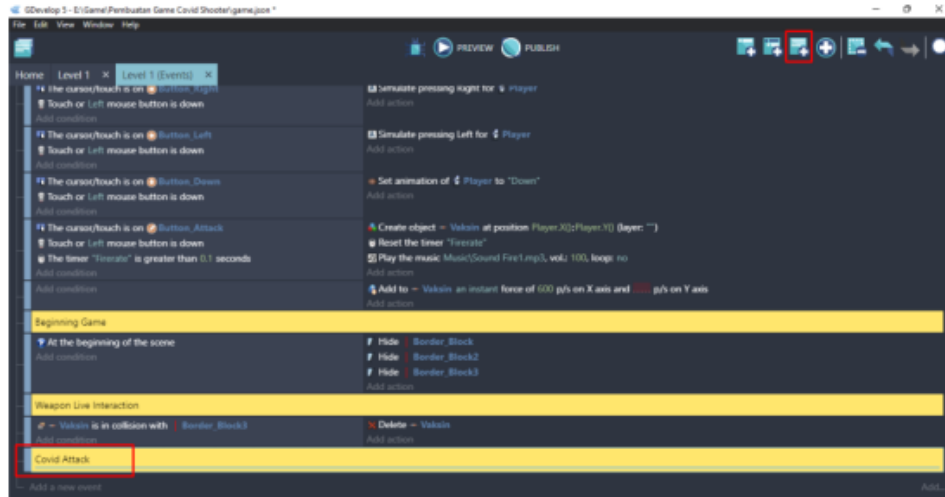 GDevelop 5 - E:\Game\Pembuatan Game Covid Shooter\game.json *
File Edit View Window Help
PREVIEW PUBLISH
Home Level 1 × Level 1 (Events) ×
The cursor/touch is on Button_Right
Simulate pressing Right for Player
Touch or Left mouse button is down
Add action
Add condition
The cursor/touch is on Button_Left
Simulate pressing Left for Player
Touch or Left mouse button is down
Add action
Add condition
The cursor/touch is on Button_Down
Set animation of Player to "Down"
Touch or Left mouse button is down
Add action
Add condition
The cursor/touch is on Button_Attack
Create object Vaksin at position Player.X();Player.Y() (layer: "")
Touch or Left mouse button is down
Reset the timer "Firerate"
The timer "Firerate" is greater than 0.1 seconds
Play the music Music\Sound Fire1.mp3, vol.: 100, loop: no
Add condition
Add action
Add condition
Add to Vaksin an instant force of 600 p/s on X axis and p/s on Y axis
Add action
Beginning Game
At the beginning of the scene
Hide Border_Block
Add condition
Hide Border_Block2
Hide Border_Block3
Add action
Weapon Live Interaction
Vaksin is in collision with Border_Block3
Delete Vaksin
Add condition
Add action
Covid Attack
Add a new event
Add...